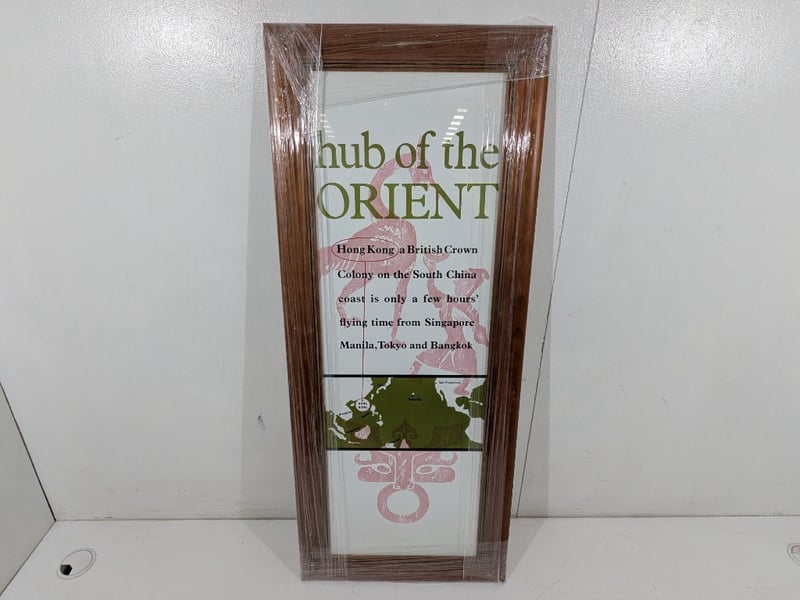 hub of the
ORIENT
Hong Kong a British Crown
Colony on the South China
coast is only a few hours'
flying time from Singapore
Manila, Tokyo and Bangkok